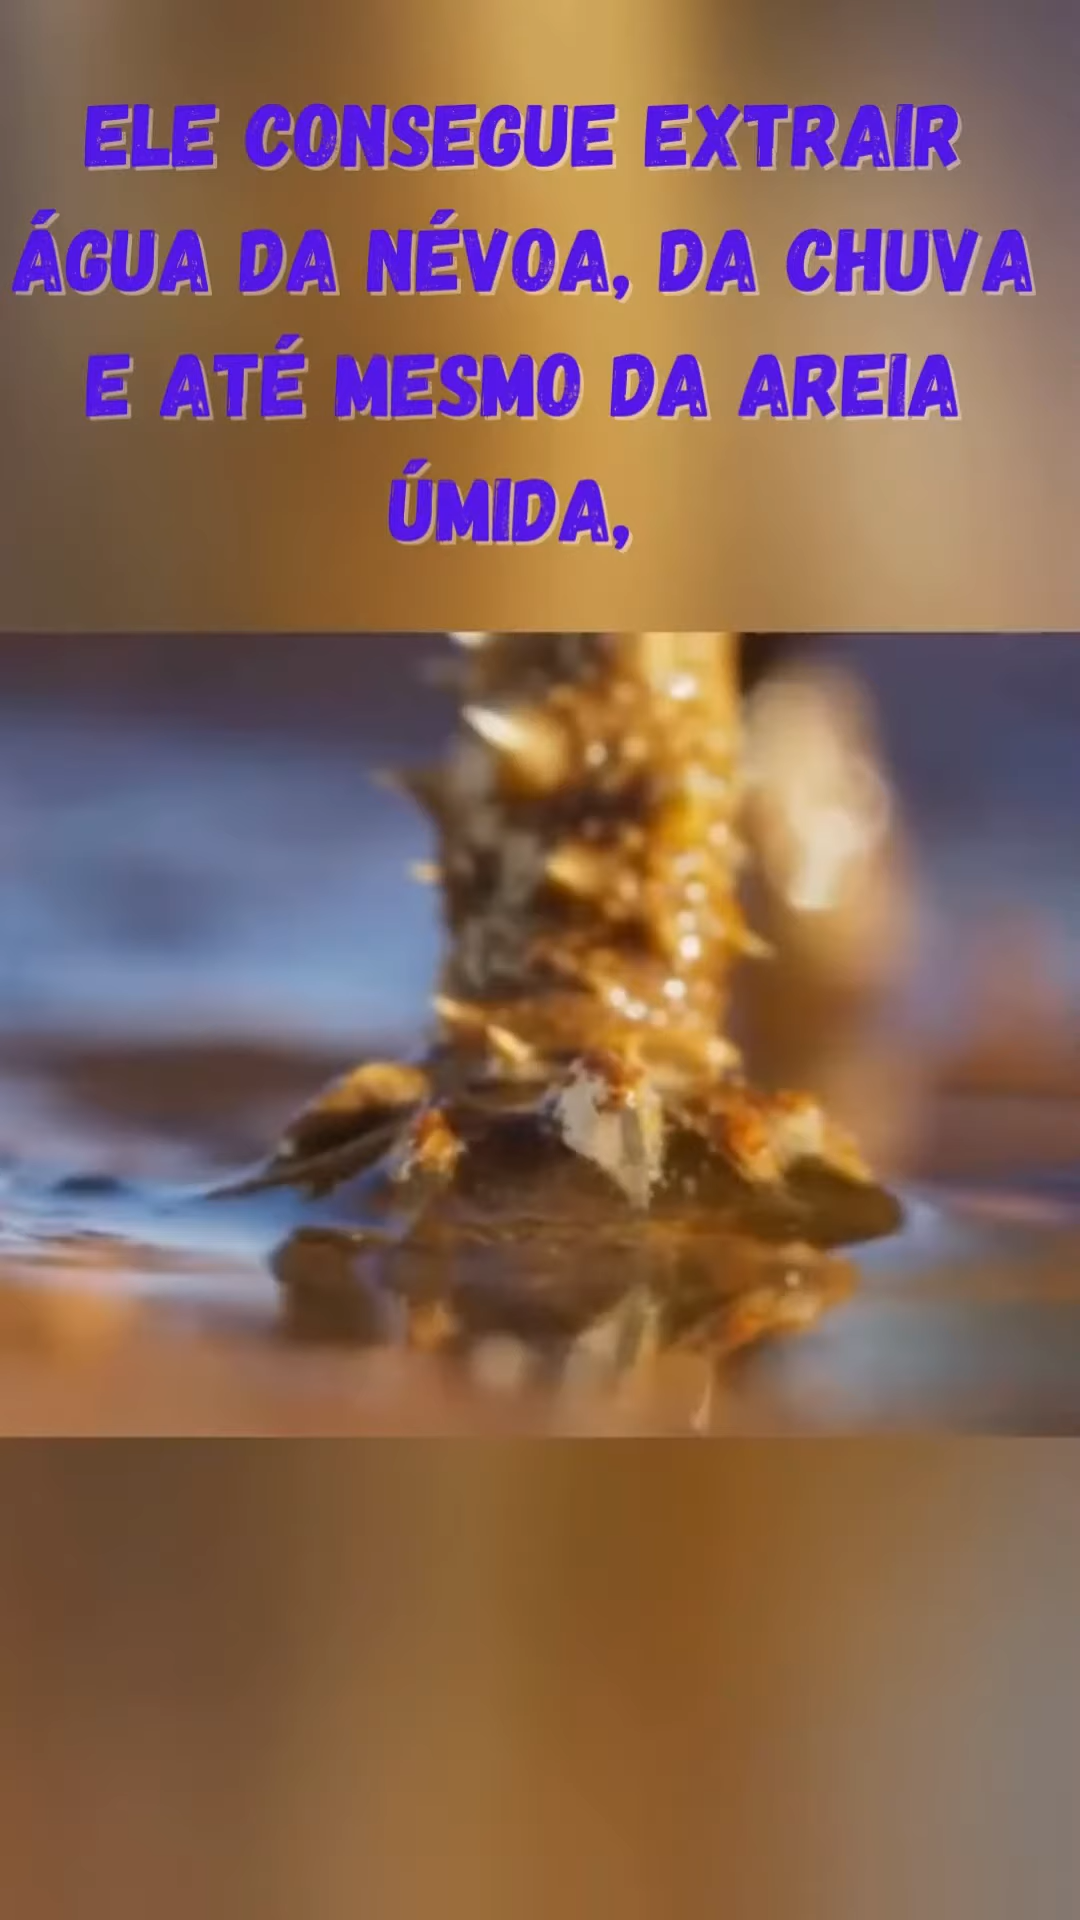 ELE CONSEGUE EXTRAIR
ÁGUA DA NÉVOA, DA CHUVA
E ATÉ MESMO DA AREIA
ÚMIDA,